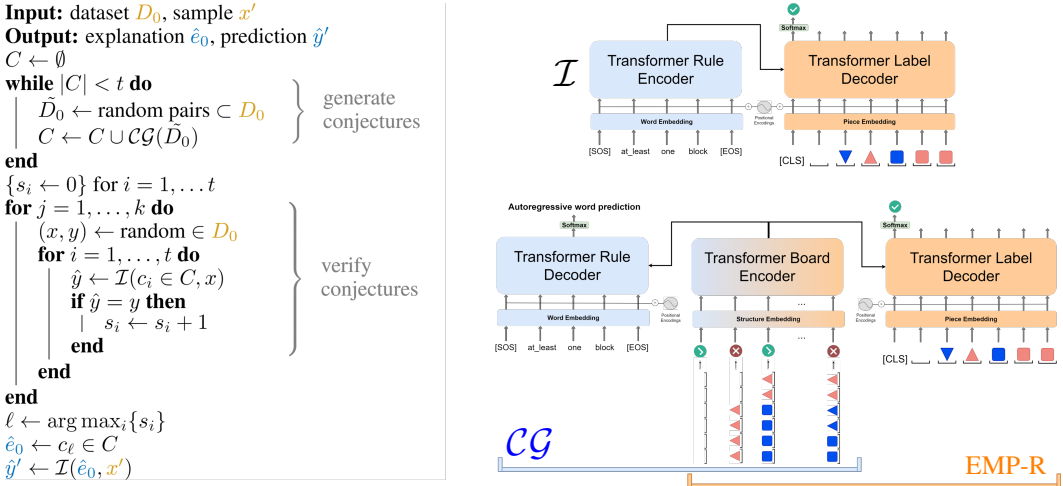 Input: dataset D₀, sample x′
Output: explanation ê₀, prediction ŷ′
C ← ∅
while |C| < t do
D̃₀ ← random pairs ⊂ D₀
C ← C ∪ CG(D̃₀)
end
generate
conjectures
{sᵢ ← 0} for i = 1, . . . t
for j = 1, . . . , k do
(x, y) ← random ∈ D₀
for i = 1, . . . , t do
ŷ ← I(cᵢ ∈ C, x)
if ŷ = y then
sᵢ ← sᵢ + 1
end
end
end
verify
conjectures
ℓ ← arg maxᵢ{sᵢ}
ê₀ ← c_ℓ ∈ C
ŷ′ ← I(ê₀, x′)
I
Transformer Rule
Encoder
Word Embedding
[SOS] at_least one block [EOS]
Positional
Encodings
Softmax
Transformer Label
Decoder
Piece Embedding
[CLS]
Autoregressive word prediction
Softmax
Transformer Rule
Decoder
Word Embedding
[SOS] at_least one block [EOS]
Positional
Encodings
Transformer Board
Encoder
...
Structure Embedding
...
Softmax
Transformer Label
Decoder
Positional
Encodings
Piece Embedding
[CLS]
CG
EMP-R